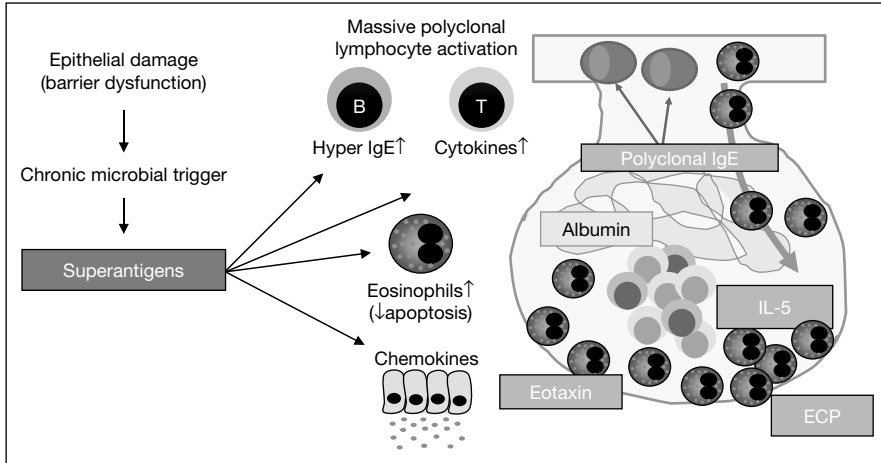 Massive polyclonal
lymphocyte activation
Epithelial damage
(barrier dysfunction)
B
T
Hyper IgE↑
Cytokines↑
Chronic microbial trigger
Superantigens
Eosinophils↑
(↓apoptosis)
Chemokines
Polyclonal IgE
Albumin
IL-5
Eotaxin
ECP